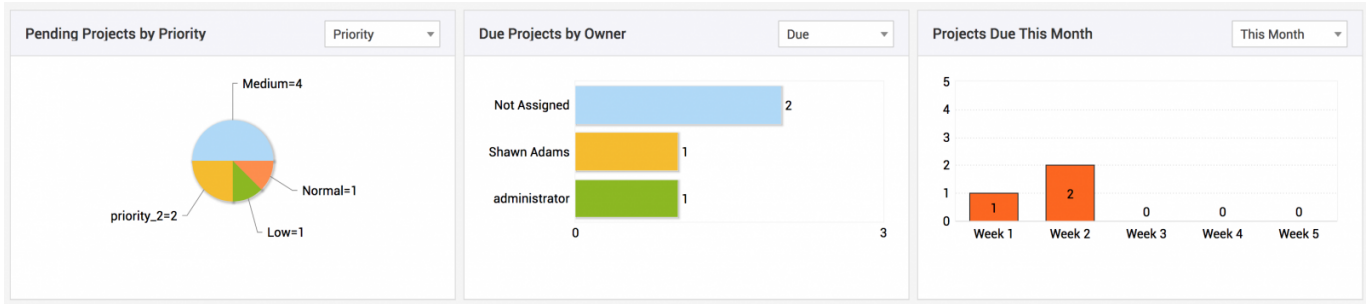 Pending Projects by Priority
Priority
Medium=4
Normal=1
priority_2=2
Low=1
Due Projects by Owner
Due
Not Assigned
2
Shawn Adams
1
administrator
1
0
3
Projects Due This Month
This Month
5
4
3
2
1
0
1
2
0
0
0
Week 1
Week 2
Week 3
Week 4
Week 5